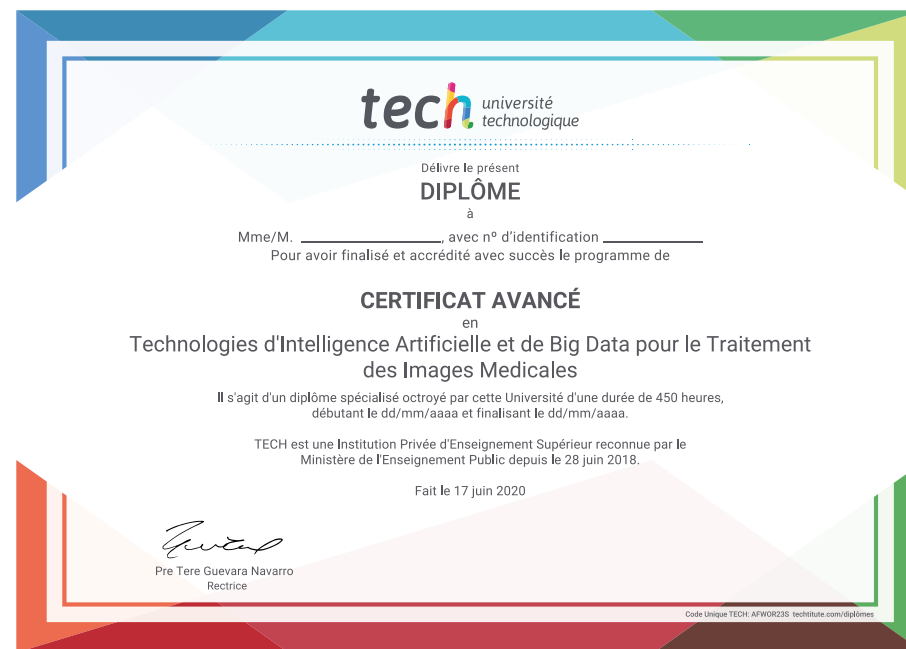 tech université
technologique
Délivre le présent
DIPLÔME
à
Mme/M. ____________________, avec nº d'identification ______________
Pour avoir finalisé et accrédité avec succès le programme de
CERTIFICAT AVANCÉ
en
Technologies d'Intelligence Artificielle et de Big Data pour le Traitement
des Images Medicales
Il s'agit d'un diplôme spécialisé octroyé par cette Université d'une durée de 450 heures,
débutant le dd/mm/aaaa et finalisant le dd/mm/aaaa.
TECH est une Institution Privée d'Enseignement Supérieur reconnue par le
Ministère de l'Enseignement Public depuis le 28 juin 2018.
Fait le 17 juin 2020
Pre Tere Guevara Navarro
Rectrice
Code Unique TECH: AFWOR23S techtitute.com/diplômes